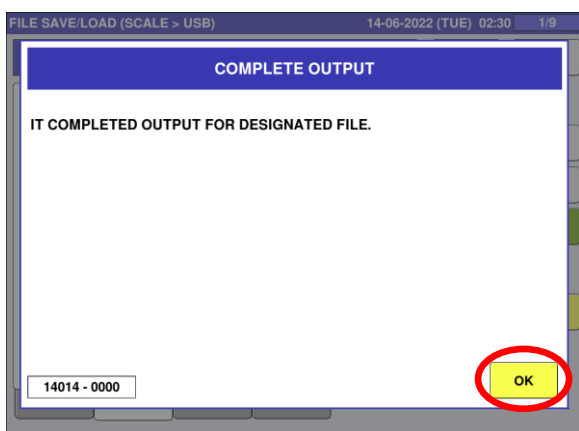 FILE SAVE/LOAD (SCALE > USB) 14-06-2022 (TUE) 02:30 1/9
COMPLETE OUTPUT
IT COMPLETED OUTPUT FOR DESIGNATED FILE.
14014 - 0000
OK